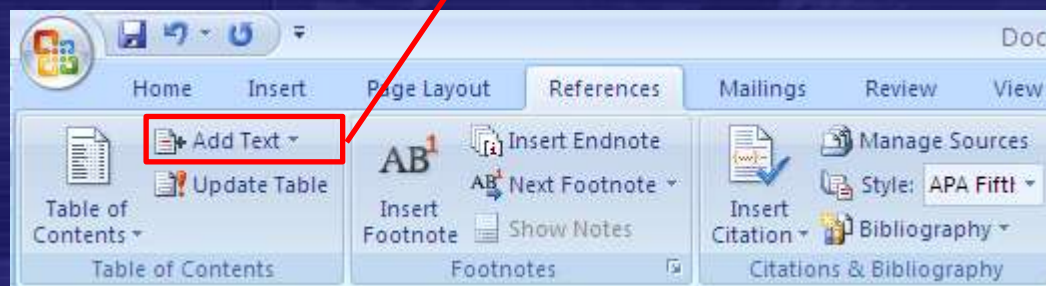 Doc
Home Insert Page Layout References Mailings Review View
Add Text
Update Table
Table of
Contents
Table of Contents
AB1
Insert
Footnote
Insert Endnote
AB1 Next Footnote
Show Notes
Footnotes
Insert
Citation
Manage Sources
Style: APA Fifth
Bibliography
Citations & Bibliography